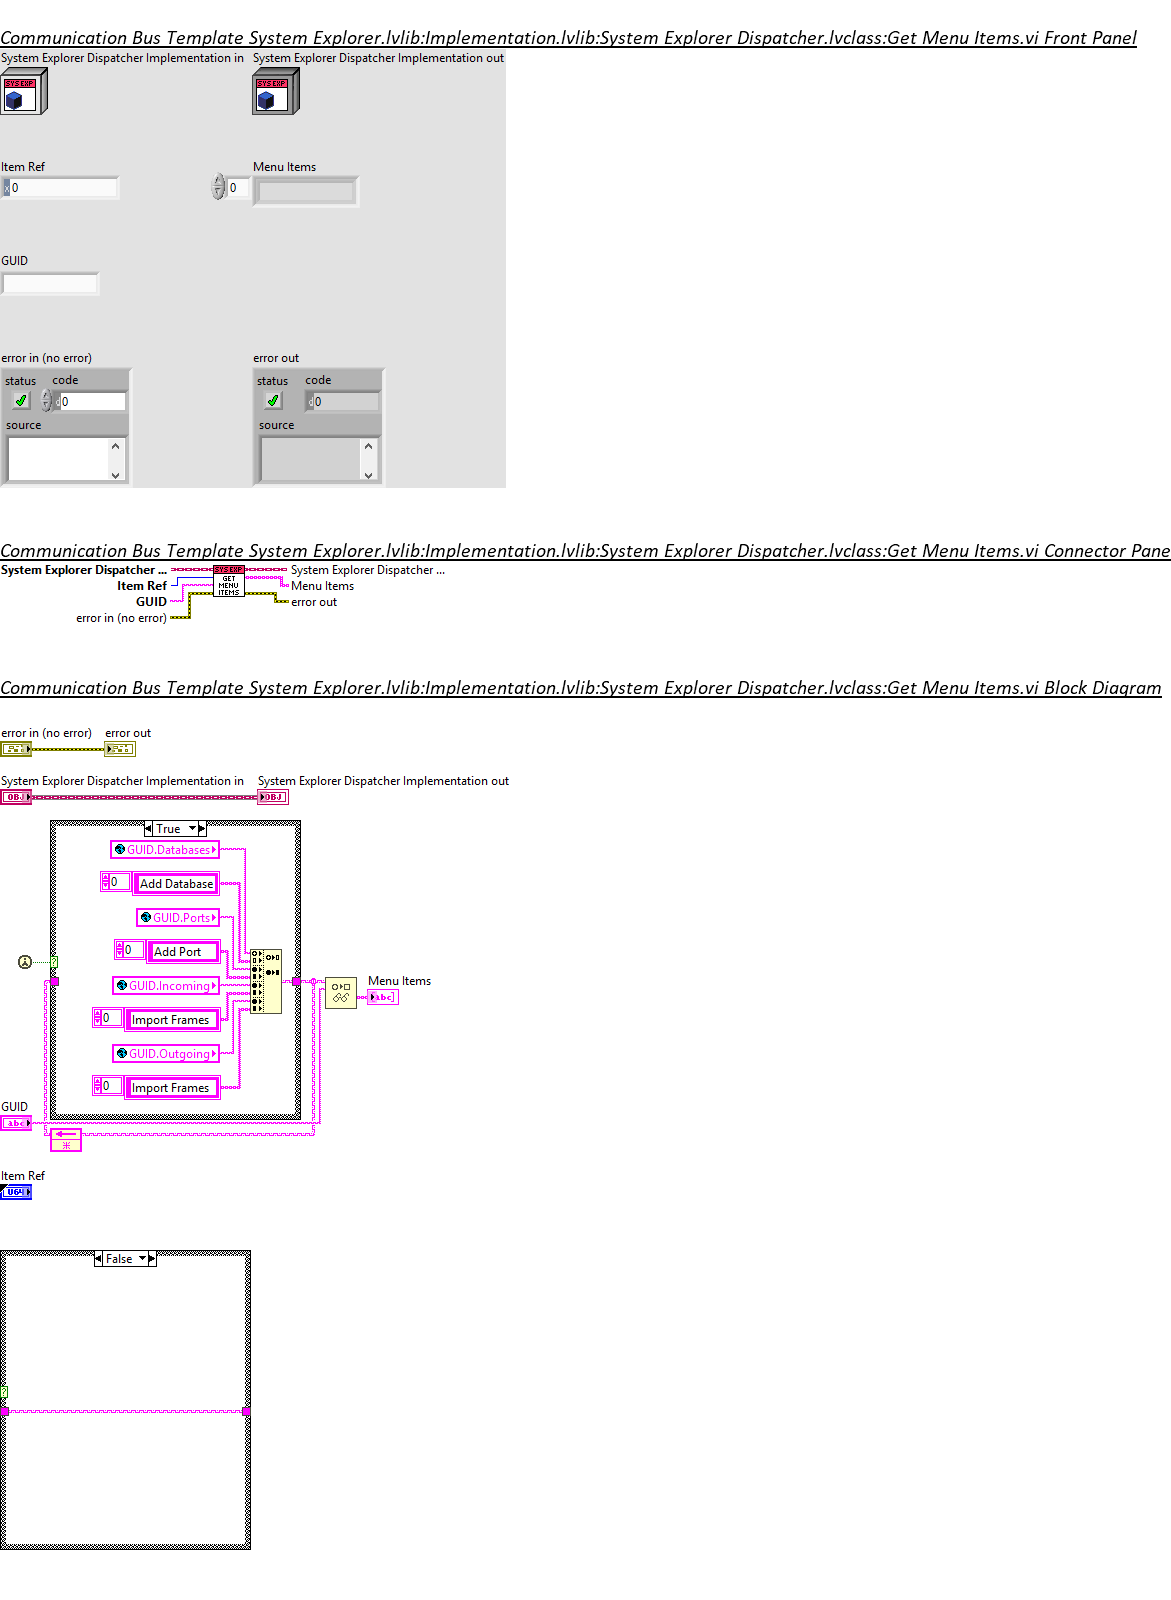 Communication Bus Template System Explorer.lvlib:Implementation.lvlib:System Explorer Dispatcher.lvclass:Get Menu Items.vi Front Panel
System Explorer Dispatcher Implementation in System Explorer Dispatcher Implementation out
SYS EXP SYS EXP
Item Ref Menu Items
x 0 0
GUID
error in (no error) error out
status code status code
d 0 d 0
source source
Communication Bus Template System Explorer.lvlib:Implementation.lvlib:System Explorer Dispatcher.lvclass:Get Menu Items.vi Connector Pane
System Explorer Dispatcher ... SYS EXP System Explorer Dispatcher ...
Item Ref GET MENU ITEMS Menu Items
GUID error out
error in (no error)
Communication Bus Template System Explorer.lvlib:Implementation.lvlib:System Explorer Dispatcher.lvclass:Get Menu Items.vi Block Diagram
error in (no error) error out
System Explorer Dispatcher Implementation in System Explorer Dispatcher Implementation out
OBJ OBJ
True
GUID.Databases
0 Add Database
GUID.Ports
0 Add Port
?
GUID.Incoming
Menu Items
abc
0 Import Frames
GUID.Outgoing
0 Import Frames
GUID
abc
Item Ref
U64
False
?